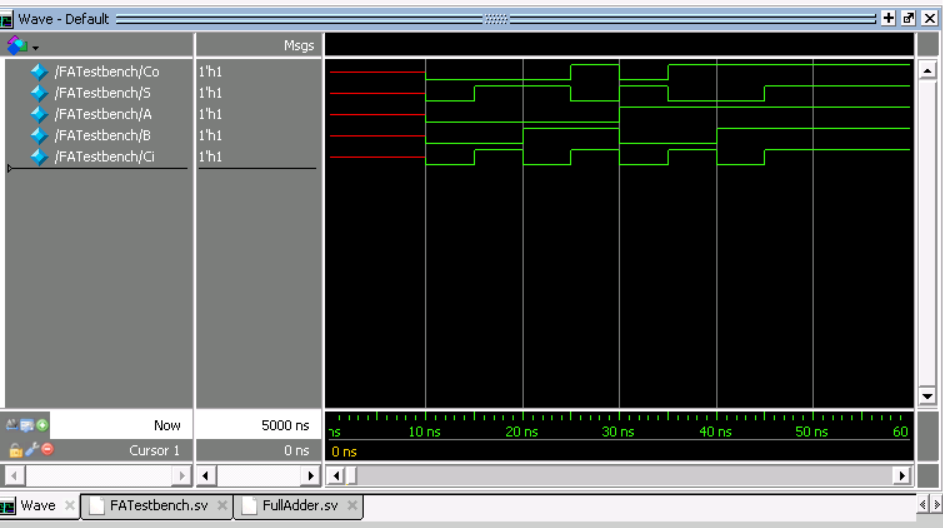 Wave - Default
Msgs
/FATestbench/Co 1'h1
/FATestbench/S 1'h1
/FATestbench/A 1'h1
/FATestbench/B 1'h1
/FATestbench/Ci 1'h1
Now 5000 ns
ns 10 ns 20 ns 30 ns 40 ns 50 ns 60
Cursor 1 0 ns 0 ns
Wave FATestbench.sv FullAdder.sv